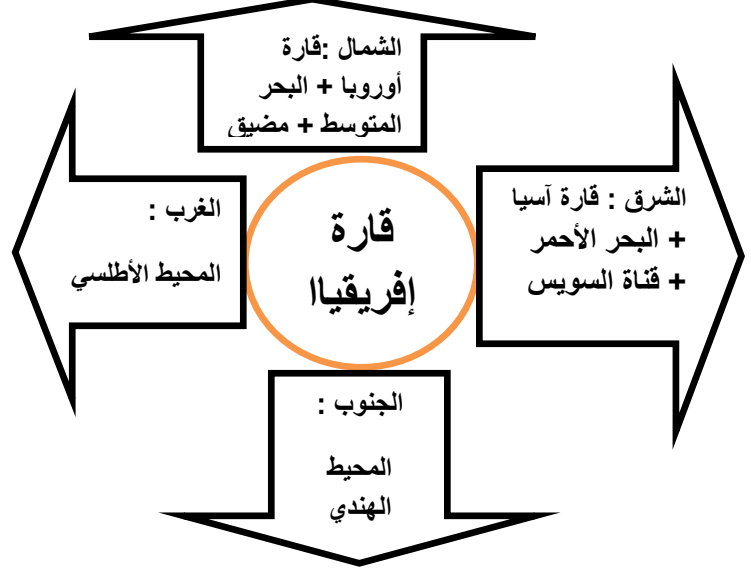 الشمال :قارة
أوروبا + البحر
المتوسط + مضيق
الغرب :
المحيط الأطلسي
قارة
إفريقياا
الشرق : قارة آسيا
+ البحر الأحمر
+ قناة السويس
الجنوب :
المحيط
الهندي